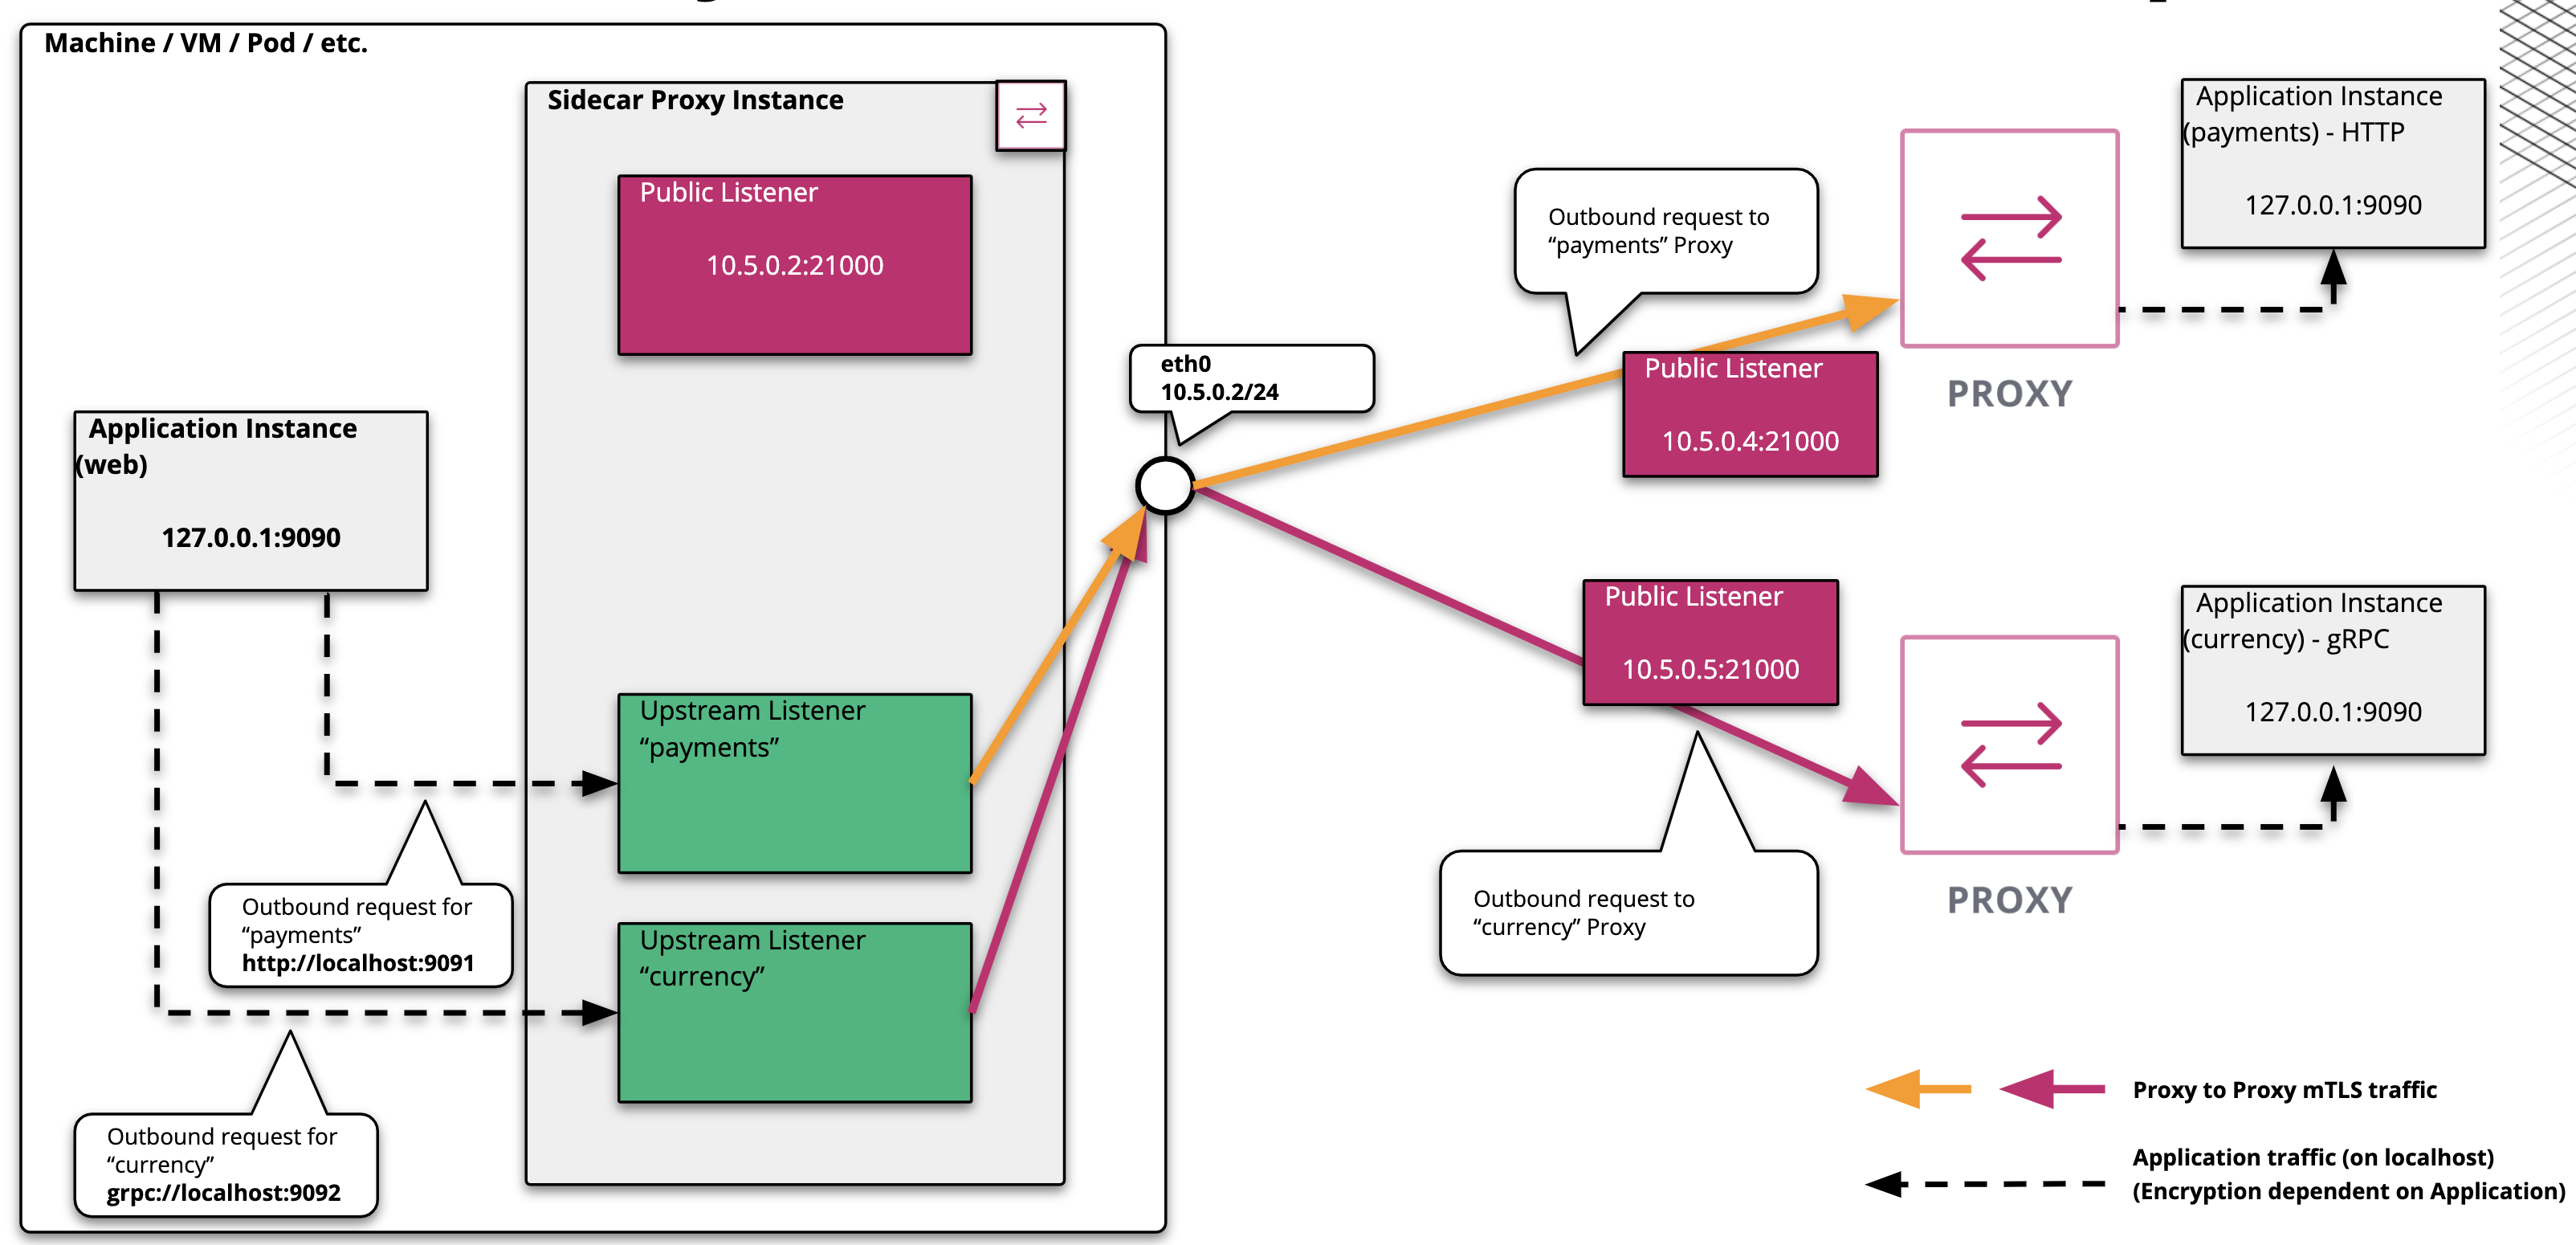 Machine / VM / Pod / etc.
Sidecar Proxy Instance
Public Listener
10.5.0.2:21000
Application Instance
(web)
127.0.0.1:9090
Upstream Listener
“payments”
Upstream Listener
“currency”
Outbound request for
“payments”
http://localhost:9091
Outbound request for
“currency”
grpc://localhost:9092
eth0
10.5.0.2/24
Outbound request to
“payments” Proxy
Public Listener
10.5.0.4:21000
PROXY
Application Instance
(payments) - HTTP
127.0.0.1:9090
Public Listener
10.5.0.5:21000
Outbound request to
“currency” Proxy
PROXY
Application Instance
(currency) - gRPC
127.0.0.1:9090
Proxy to Proxy mTLS traffic
Application traffic (on localhost)
(Encryption dependent on Application)